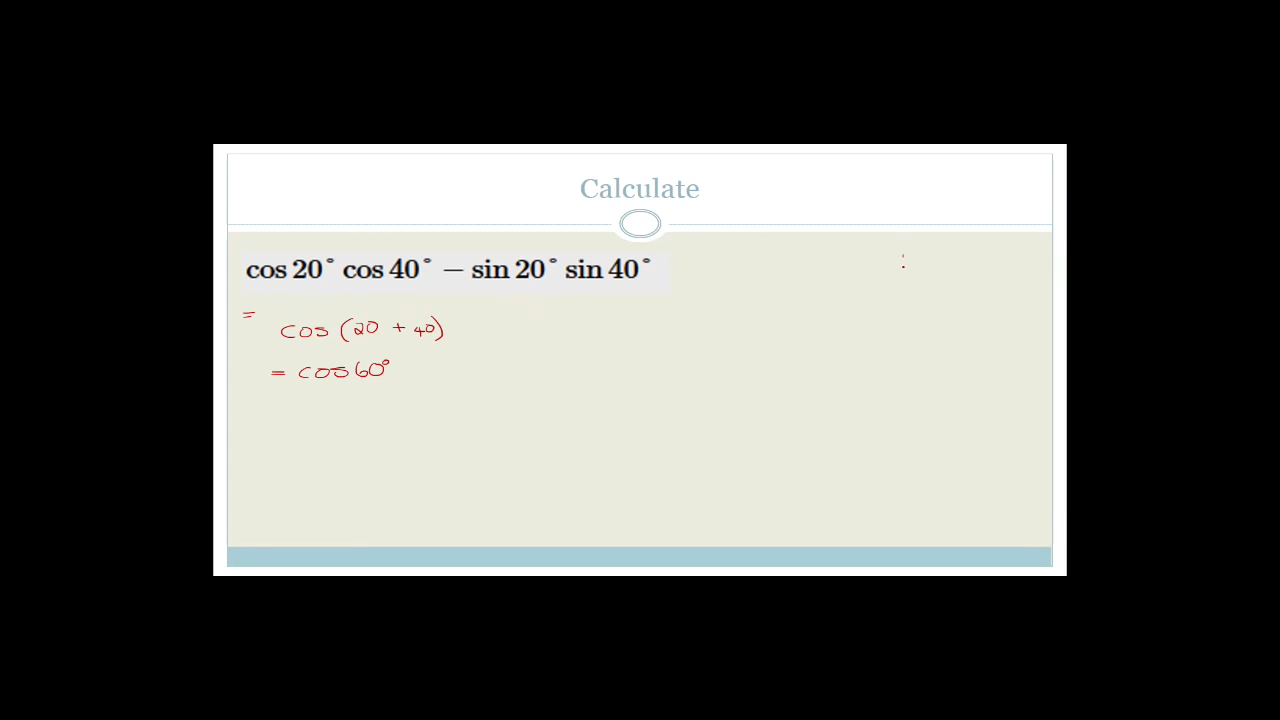 Calculate
cos 20° cos 40° − sin 20° sin 40°
=
cos (20 + 40)
= cos 60°